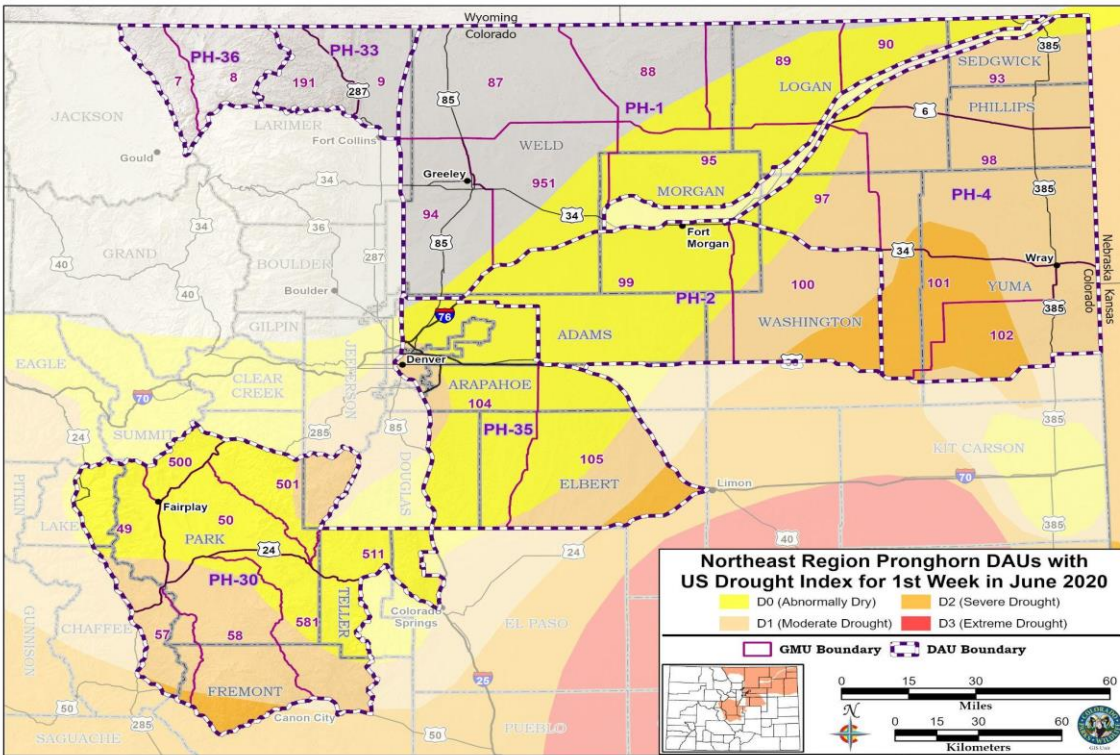 Wyoming
Colorado
PH-36
PH-33
7
8
191
9
287
87
88
89
90
LOGAN
SEDGWICK
385
93
PHILLIPS
6
PH-1
JACKSON
LARIMER
Fort Collins
85
WELD
Gould
34
Greeley
951
95
MORGAN
98
97
PH-4
385
94
34
36
34
GRAND
BOULDER
287
85
Fort
Morgan
34
Wray
Nebraska
Colorado
Kansas
40
40
Boulder
99
PH-2
100
101
YUMA
GILPIN
76
ADAMS
WASHINGTON
102
385
EAGLE
JEFFERSON
Denver
36
CLEAR
CREEK
ARAPAHOE
70
104
SUMMIT
285
85
24
500
PH-35
KIT CARSON
PITKIN
501
DOUGLAS
105
ELBERT
70
Limon
Fairplay
LAKE
49
50
PARK
24
511
24
40
385
PH-30
TELLER
Colorado
Springs
GUNNISON
CHAFFEE
57
58
581
EL PASO
25
FREMONT
50
Canon City
50
285
SAGUACHE
PUEBLO
Northeast Region Pronghorn DAUs with
US Drought Index for 1st Week in June 2020
D0 (Abnormally Dry)
D2 (Severe Drought)
D1 (Moderate Drought)
D3 (Extreme Drought)
GMU Boundary
DAU Boundary
0 15 30 60
Miles
N
0 15 30 60
Kilometers